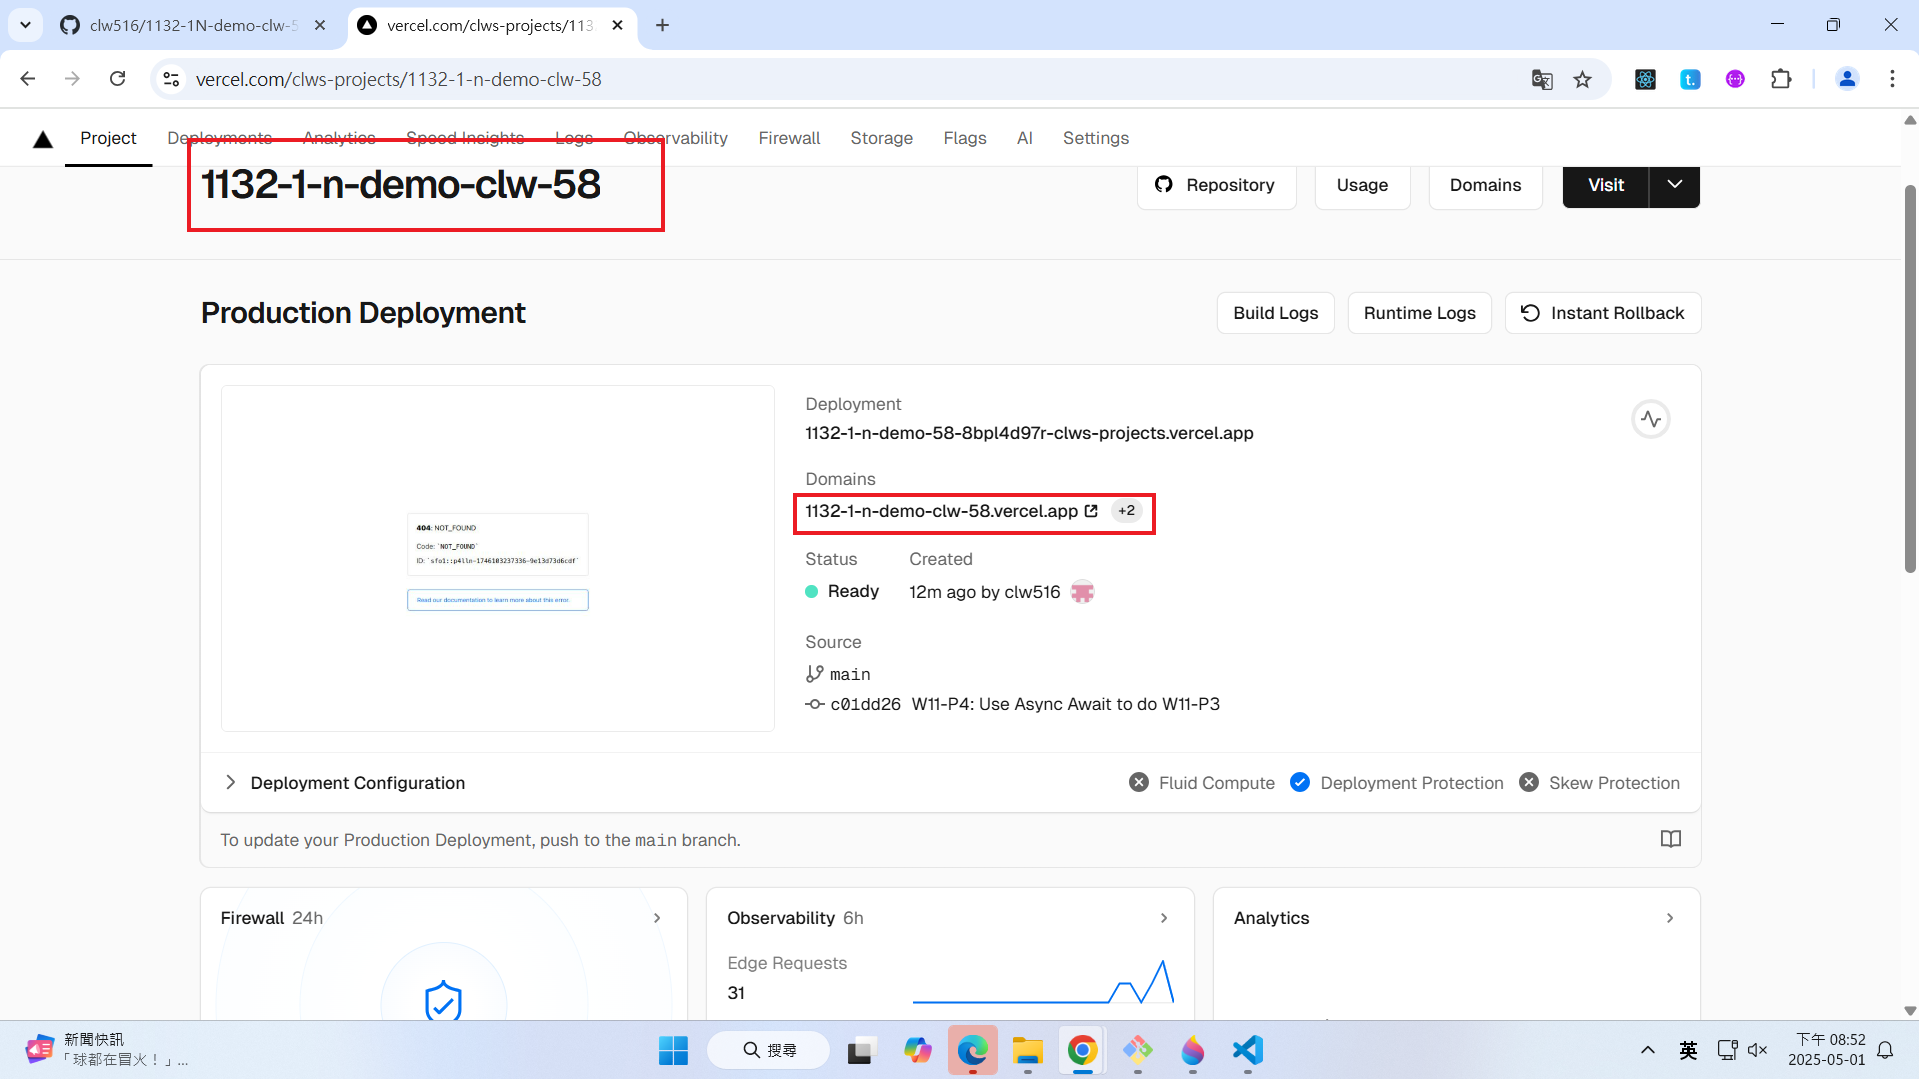 clw516/1132-1N-demo-clw-5
vercel.com/clws-projects/113
vercel.com/clws-projects/1132-1-n-demo-clw-58
Project Deployments Analytics Speed Insights Logs Observability Firewall Storage Flags AI Settings
1132-1-n-demo-clw-58
Repository Usage Domains Visit
Production Deployment
Build Logs Runtime Logs Instant Rollback
404: NOT_FOUND
Code: `NOT_FOUND`
ID: `sfo1::p4lln-1746103237336-9e13d73d6cdf`
Read our documentation to learn more about this error.
Deployment
1132-1-n-demo-58-8bpl4d97r-clws-projects.vercel.app
Domains
1132-1-n-demo-clw-58.vercel.app +2
Status Created
Ready 12m ago by clw516
Source
main
c01dd26 W11-P4: Use Async Await to do W11-P3
Deployment Configuration Fluid Compute Deployment Protection Skew Protection
To update your Production Deployment, push to the main branch.
Firewall 24h
Observability 6h
Edge Requests
31
Analytics
新聞快訊
「球都在冒火！」...
搜尋
英
下午 08:52
2025-05-01